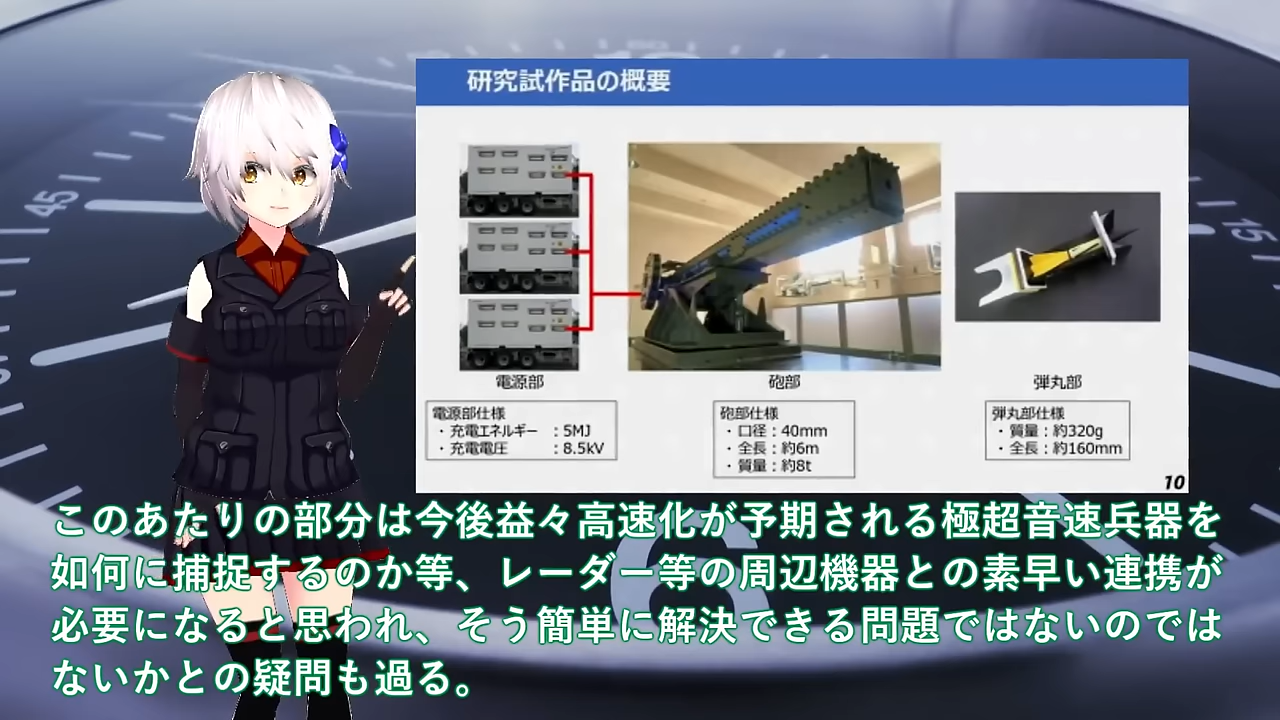 研究試作品の概要
電源部
電源部仕様
・充電エネルギー : 5MJ
・充電電圧 : 8.5kV
砲部
砲部仕様
・口径:40mm
・全長:約6m
・質量:約8t
弾丸部
弾丸部仕様
・質量:約320g
・全長:約160mm
10
45
15
このあたりの部分は今後益々高速化が予期される極超音速兵器を
如何に捕捉するのか等、レーダー等の周辺機器との素早い連携が
必要になると思われ、そう簡単に解決できる問題ではないのでは
ないかとの疑問も過る。